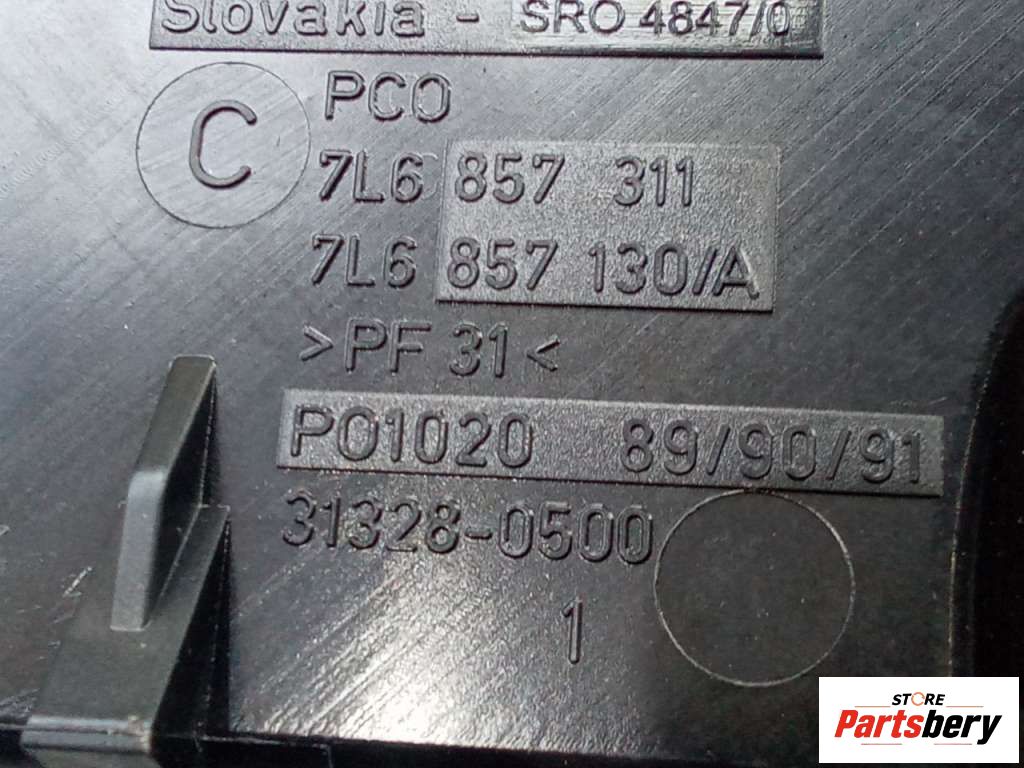 Slovakia - SRO 4847/0
C PCO
7L6 857 311
7L6 857 130/A
>PF 31<
P01020 89/90/91
31328-0500
1
STORE
Partsbery